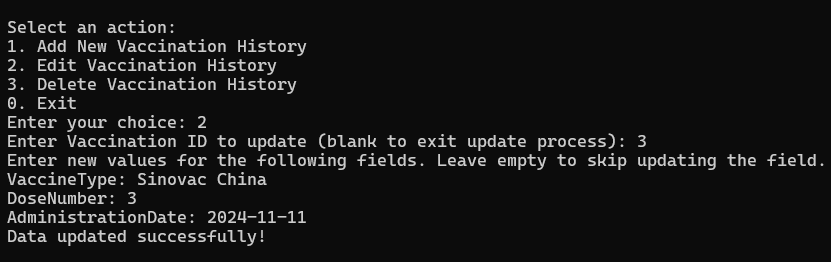 Select an action:
1. Add New Vaccination History
2. Edit Vaccination History
3. Delete Vaccination History
0. Exit
Enter your choice: 2
Enter Vaccination ID to update (blank to exit update process): 3
Enter new values for the following fields. Leave empty to skip updating the field.
VaccineType: Sinovac China
DoseNumber: 3
AdministrationDate: 2024-11-11
Data updated successfully!